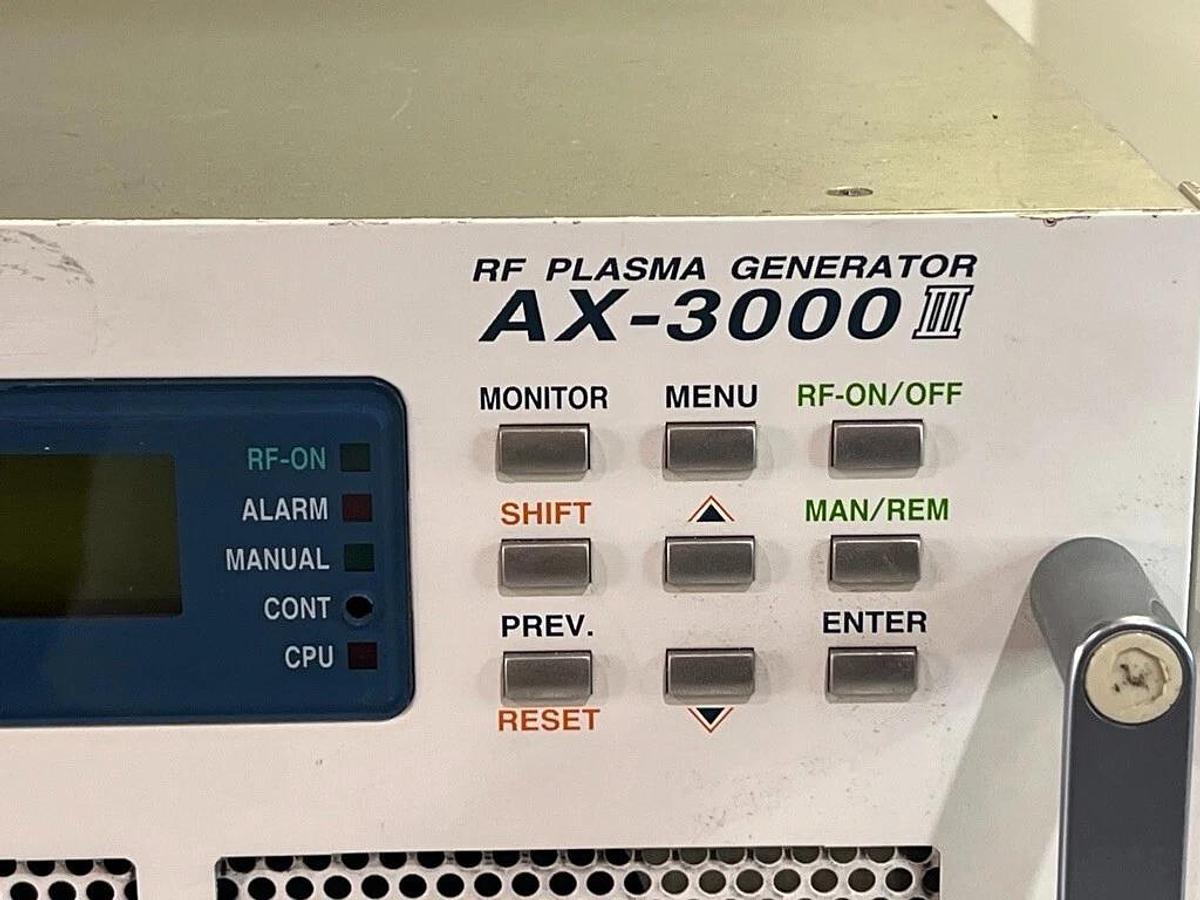 RF PLASMA GENERATOR
AX-3000 III
MONITOR MENU RF-ON/OFF
SHIFT MAN/REM
PREV. ENTER
RESET
RF-ON
ALARM
MANUAL
CONT
CPU